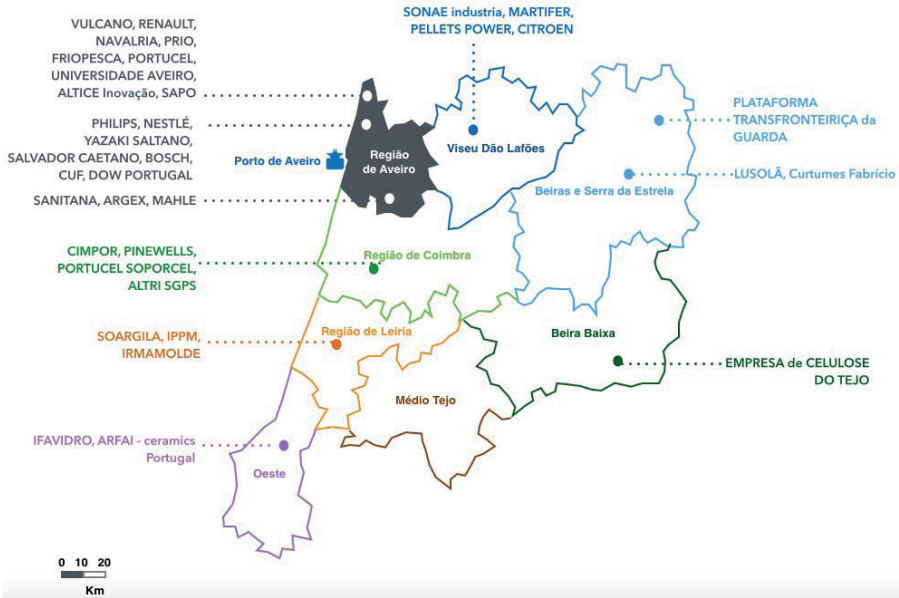 VULCANO, RENAULT,
NAVALRIA, PRIO,
FRIOPESCA, PORTUCEL,
UNIVERSIDADE AVEIRO,
ALTICE Inovação, SAPO
SONAE industria, MARTIFER,
PELLETS POWER, CITROEN
PHILIPS, NESTLÉ,
YAZAKI SALTANO,
SALVADOR CAETANO, BOSCH,
CUF, DOW PORTUGAL
SANITANA, ARGEX, MAHLE
Porto de Aveiro
Região
de Aveiro
Viseu Dão Lafões
PLATAFORMA
TRANSFRONTEIRIÇA da
GUARDA
Beiras e Serra da Estrela
LUSOLÃ, Curtumes Fabrício
CIMPOR, PINEWELLS,
PORTUCEL SOPORCEL,
ALTRI SGPS
Região de Coimbra
SOARGILA, IPPM,
IRMAMOLDE
Região de Leiria
Beira Baixa
EMPRESA de CELULOSE
DO TEJO
Médio Tejo
IFAVIDRO, ARFAI - ceramics
Portugal
Oeste
0 10 20
Km